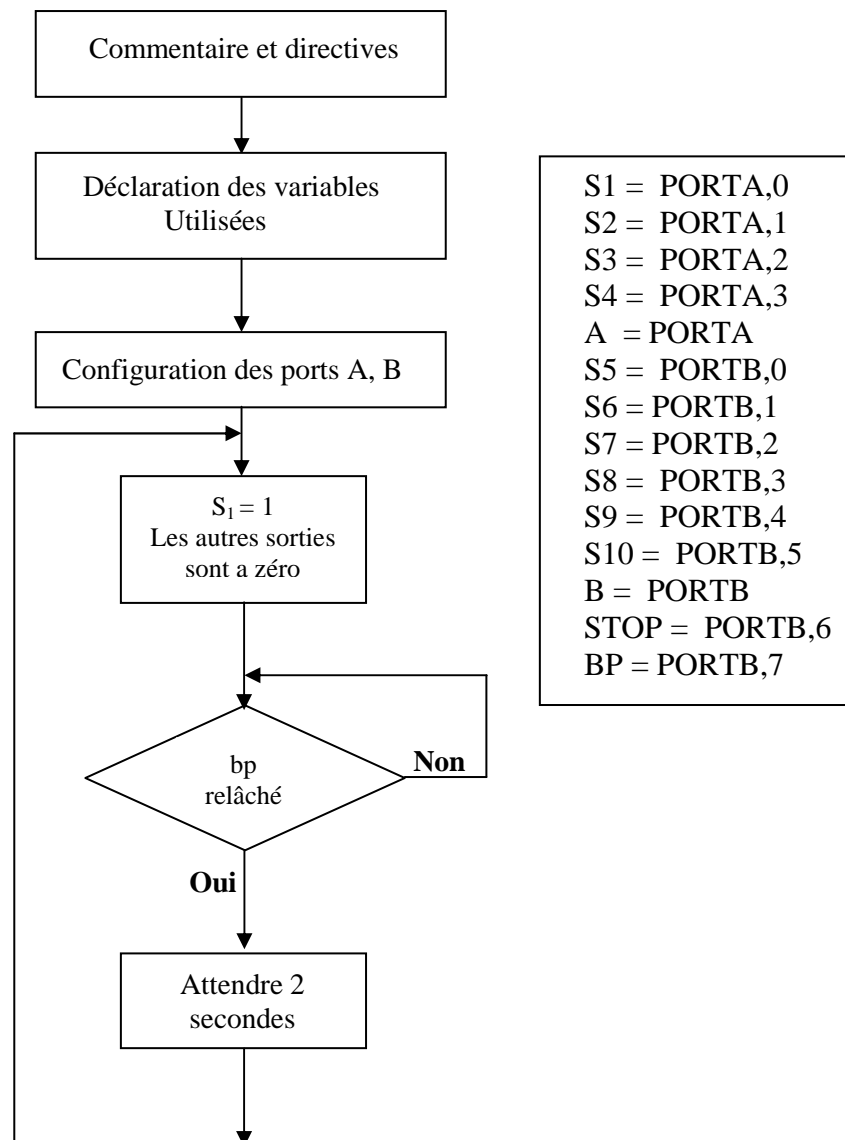 Commentaire et directives
Déclaration des variables
Utilisées
Configuration des ports A, B
S₁ = 1
Les autres sorties
sont a zéro
bp
relâché
Non
Oui
Attendre 2
secondes
S1 = PORTA,0
S2 = PORTA,1
S3 = PORTA,2
S4 = PORTA,3
A = PORTA
S5 = PORTB,0
S6 = PORTB,1
S7 = PORTB,2
S8 = PORTB,3
S9 = PORTB,4
S10 = PORTB,5
B = PORTB
STOP = PORTB,6
BP = PORTB,7